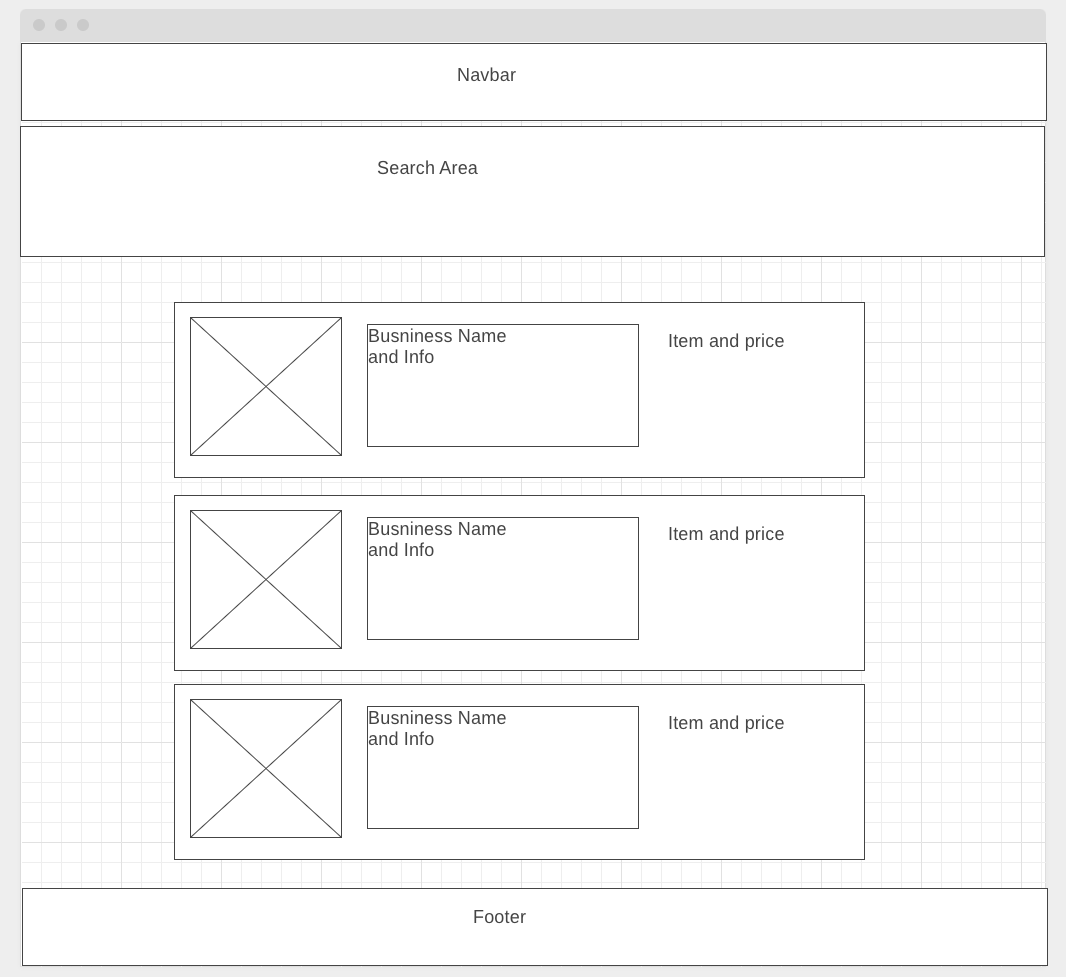 Navbar
Search Area
Busniness Name
and Info
Item and price
Busniness Name
and Info
Item and price
Busniness Name
and Info
Item and price
Footer